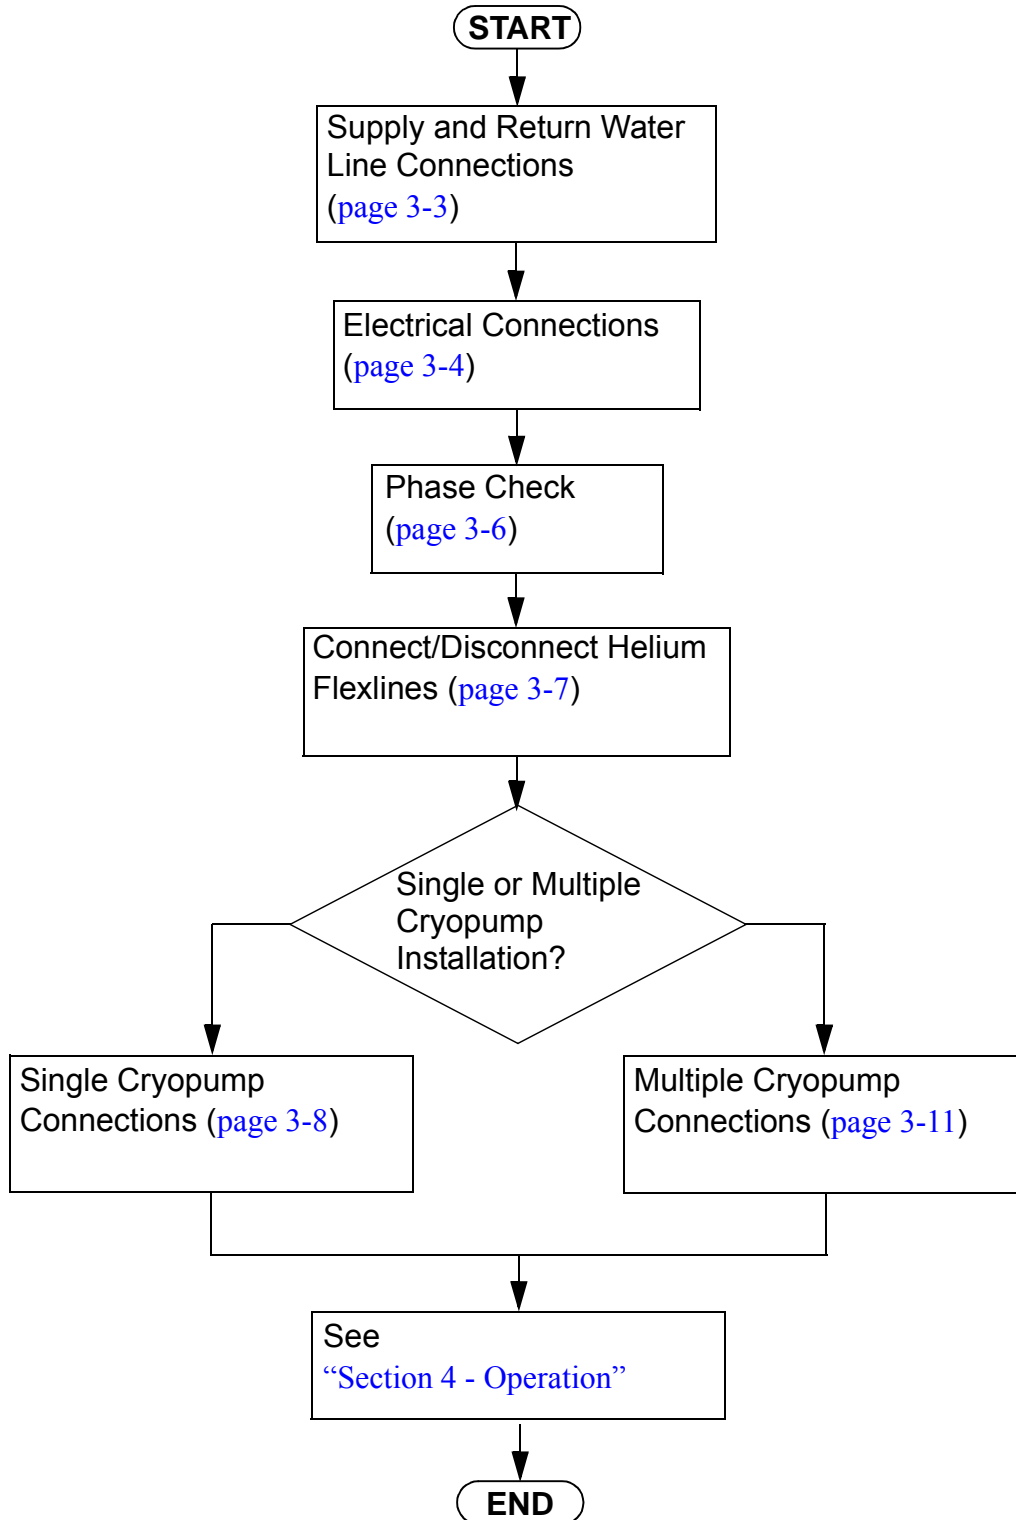 START
Supply and Return Water
Line Connections
(page 3-3)
Electrical Connections
(page 3-4)
Phase Check
(page 3-6)
Connect/Disconnect Helium
Flexlines (page 3-7)
Single or Multiple
Cryopump
Installation?
Single Cryopump
Connections (page 3-8)
Multiple Cryopump
Connections (page 3-11)
See
“Section 4 - Operation”
END